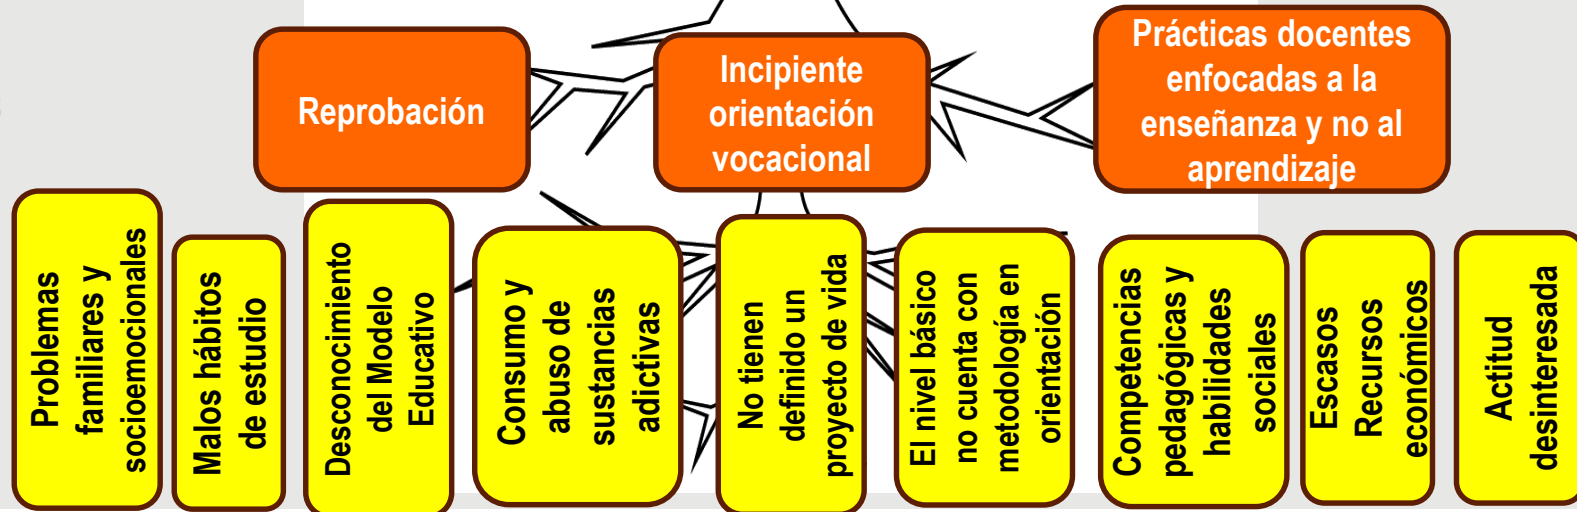 Reprobación
Incipiente
orientación
vocacional
Prácticas docentes
enfocadas a la
enseñanza y no al
aprendizaje
Problemas
familiares y
socioemocionales
Malos hábitos
de estudio
Desconocimiento
del Modelo
Educativo
Consumo y
abuso de
sustancias
adictivas
No tienen
definido un
proyecto de vida
El nivel básico
no cuenta con
metodología en
orientación
Competencias
pedagógicas y
habilidades
sociales
Escasos
Recursos
económicos
Actitud
desinteresada